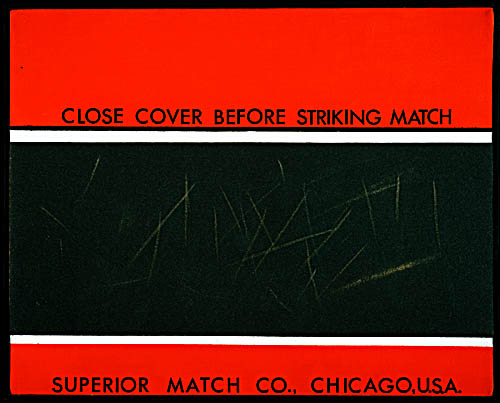 CLOSE COVER BEFORE STRIKING MATCH
SUPERIOR MATCH CO., CHICAGO,U.S.A.